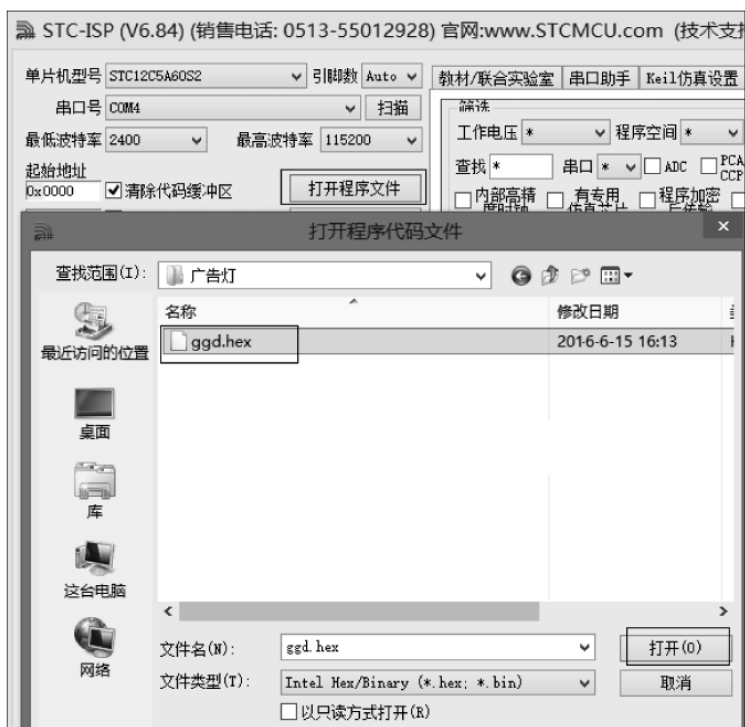 STC-ISP (V6.84) (销售电话: 0513-55012928) 官网:www.STCMCU.com (技术支持
单片机型号 STC12C5A60S2 引脚数 Auto 教材/联合实验室 串口助手 Keil仿真设置
串口号 COM4 扫描 筛选
最低波特率 2400 最高波特率 115200 工作电压 * 程序空间 *
起始地址 查找 * 串口 * ADC PCA CCP
0x0000 清除代码缓冲区 打开程序文件 内部高精 有专用 程序加密
打开程序代码文件
查找范围(I): 广告灯
名称 修改日期
ggd.hex 2016-6-15 16:13
最近访问的位置
桌面
库
这台电脑
网络
文件名(N): ggd.hex 打开(O)
文件类型(T): Intel Hex/Binary (*.hex; *.bin) 取消
以只读方式打开(R)